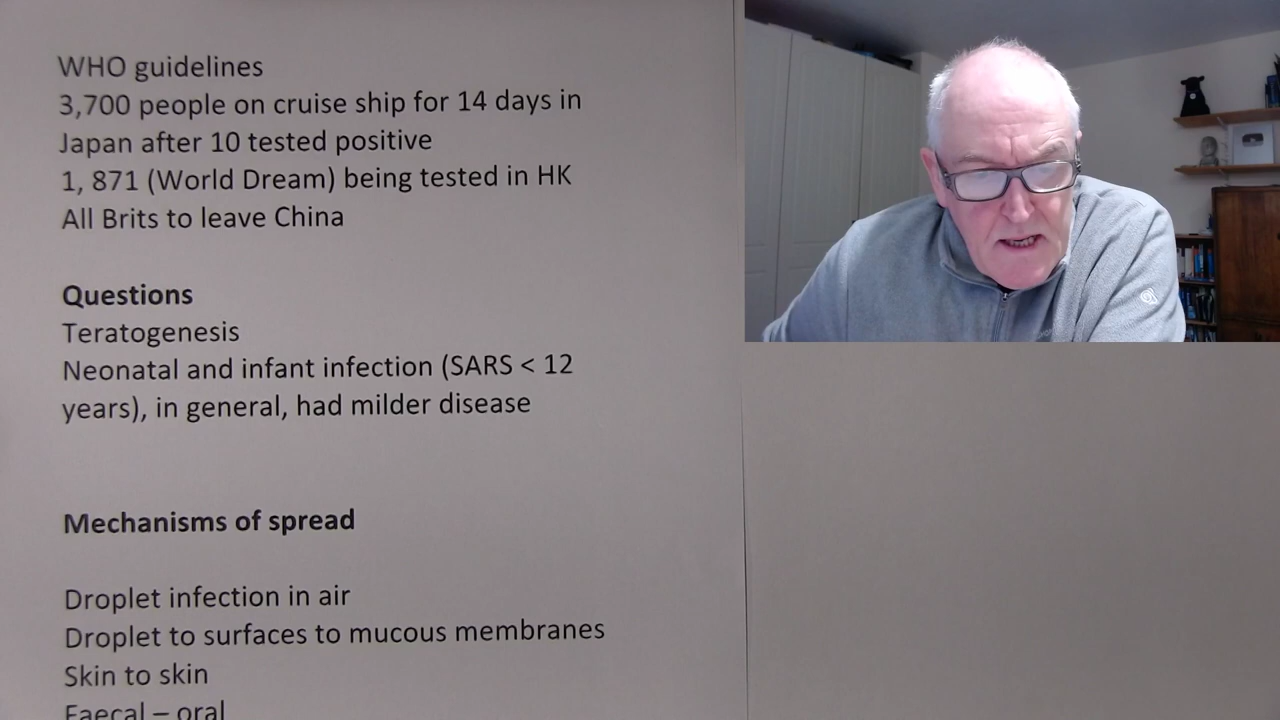 WHO guidelines
3,700 people on cruise ship for 14 days in
Japan after 10 tested positive
1, 871 (World Dream) being tested in HK
All Brits to leave China
Questions
Teratogenesis
Neonatal and infant infection (SARS < 12
years), in general, had milder disease
Mechanisms of spread
Droplet infection in air
Droplet to surfaces to mucous membranes
Skin to skin
Faecal – oral